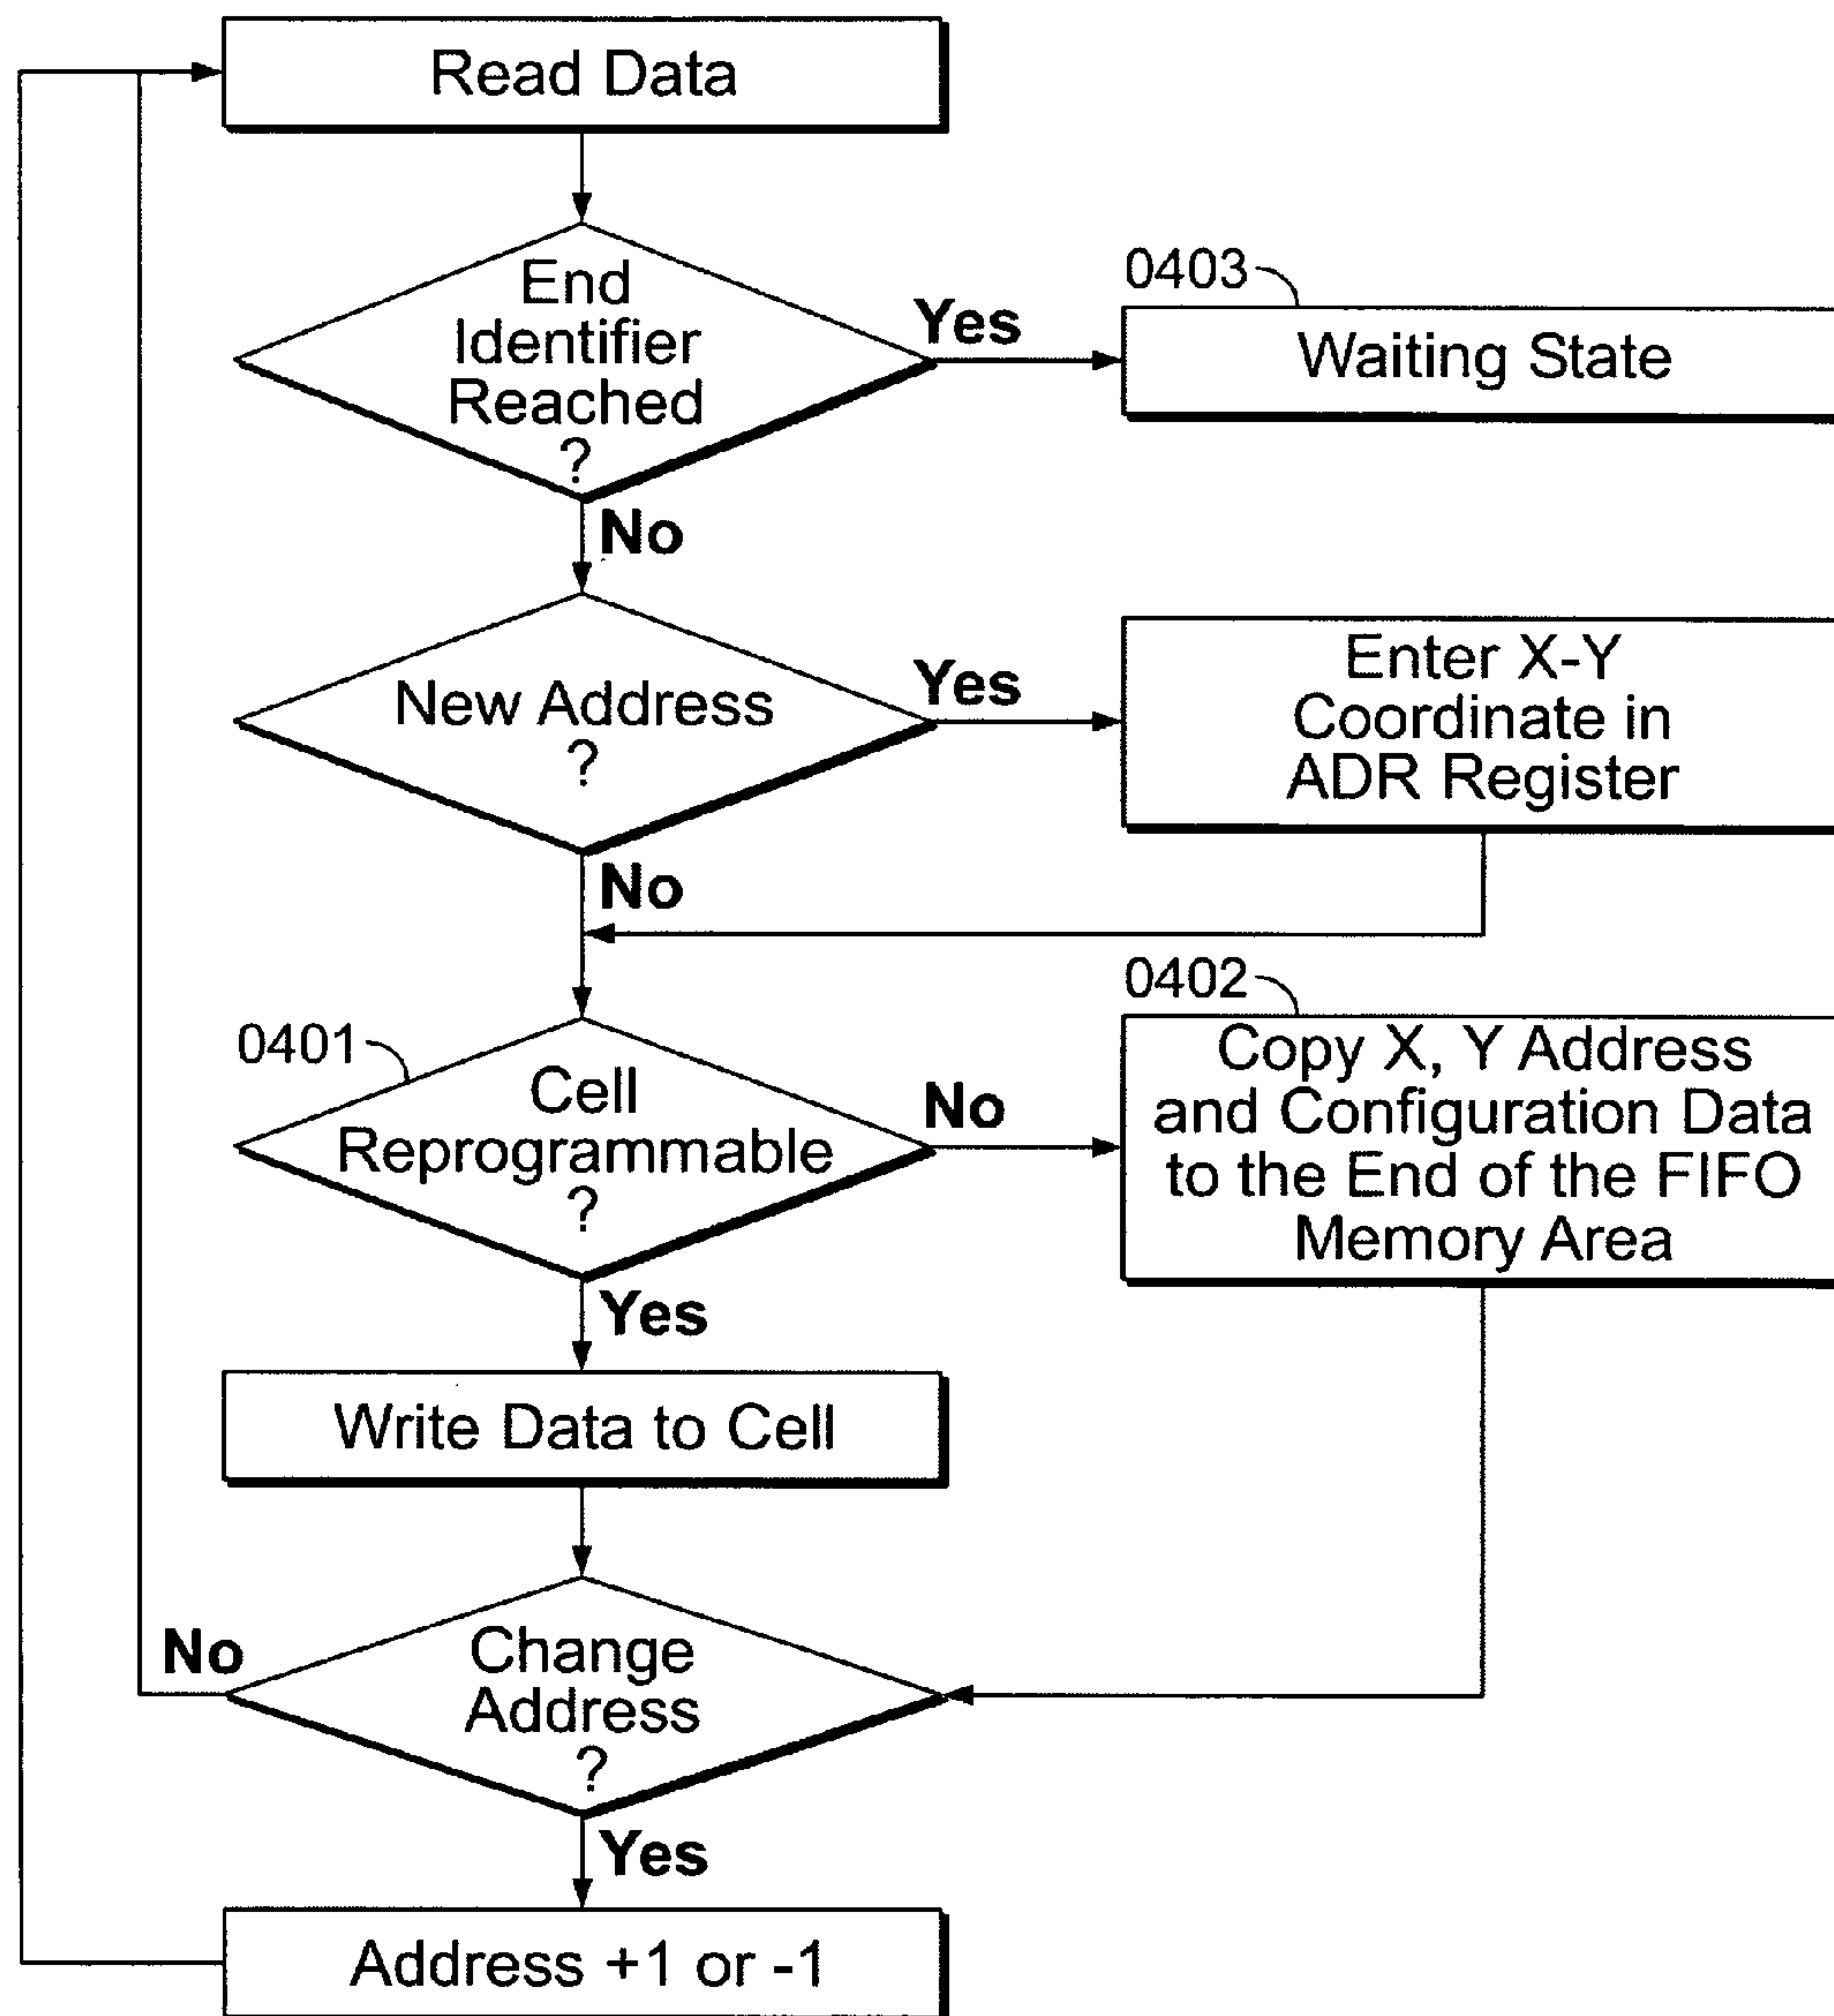 Read Data
End
Identifier
Reached
?
Yes
0403
Waiting State
No
New Address
?
Yes
Enter X-Y
Coordinate in
ADR Register
No
0401
Cell
Reprogrammable
?
No
0402
Copy X, Y Address
and Configuration Data
to the End of the FIFO
Memory Area
Yes
Write Data to Cell
No
Change
Address
?
Yes
Address +1 or -1